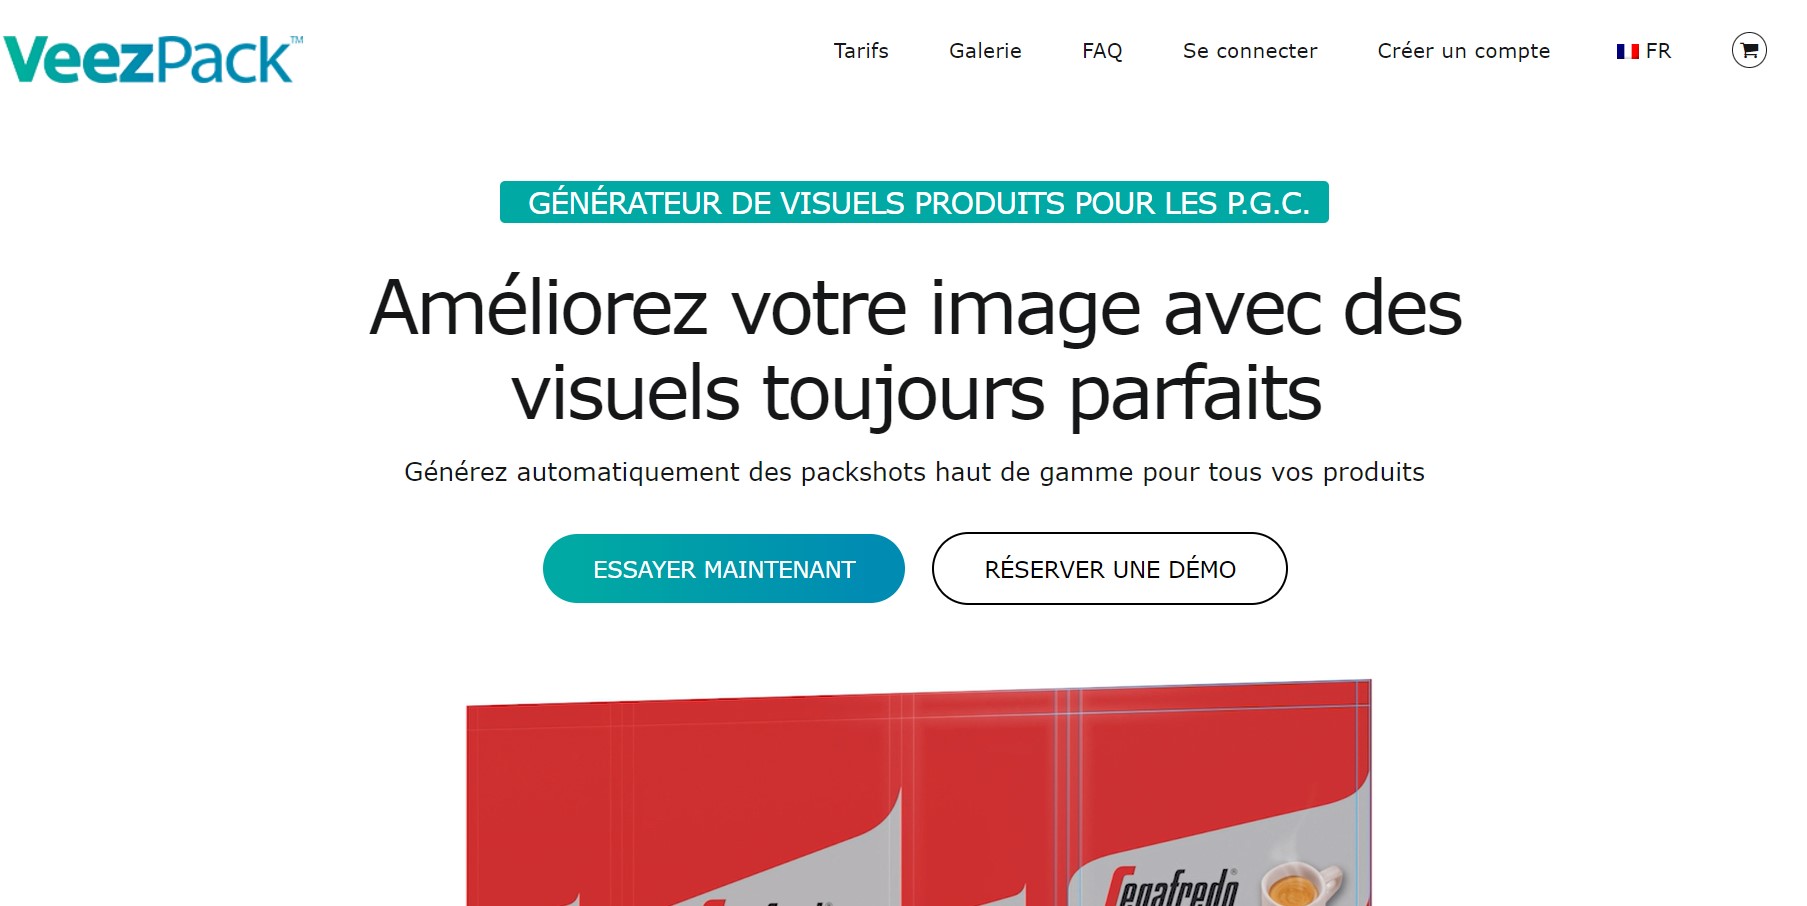 VeezPack™
Tarifs
Galerie
FAQ
Se connecter
Créer un compte
FR
GÉNÉRATEUR DE VISUELS PRODUITS POUR LES P.G.C.
Améliorez votre image avec des
visuels toujours parfaits
Générez automatiquement des packshots haut de gamme pour tous vos produits
ESSAYER MAINTENANT
RÉSERVER UNE DÉMO
Segafredo®